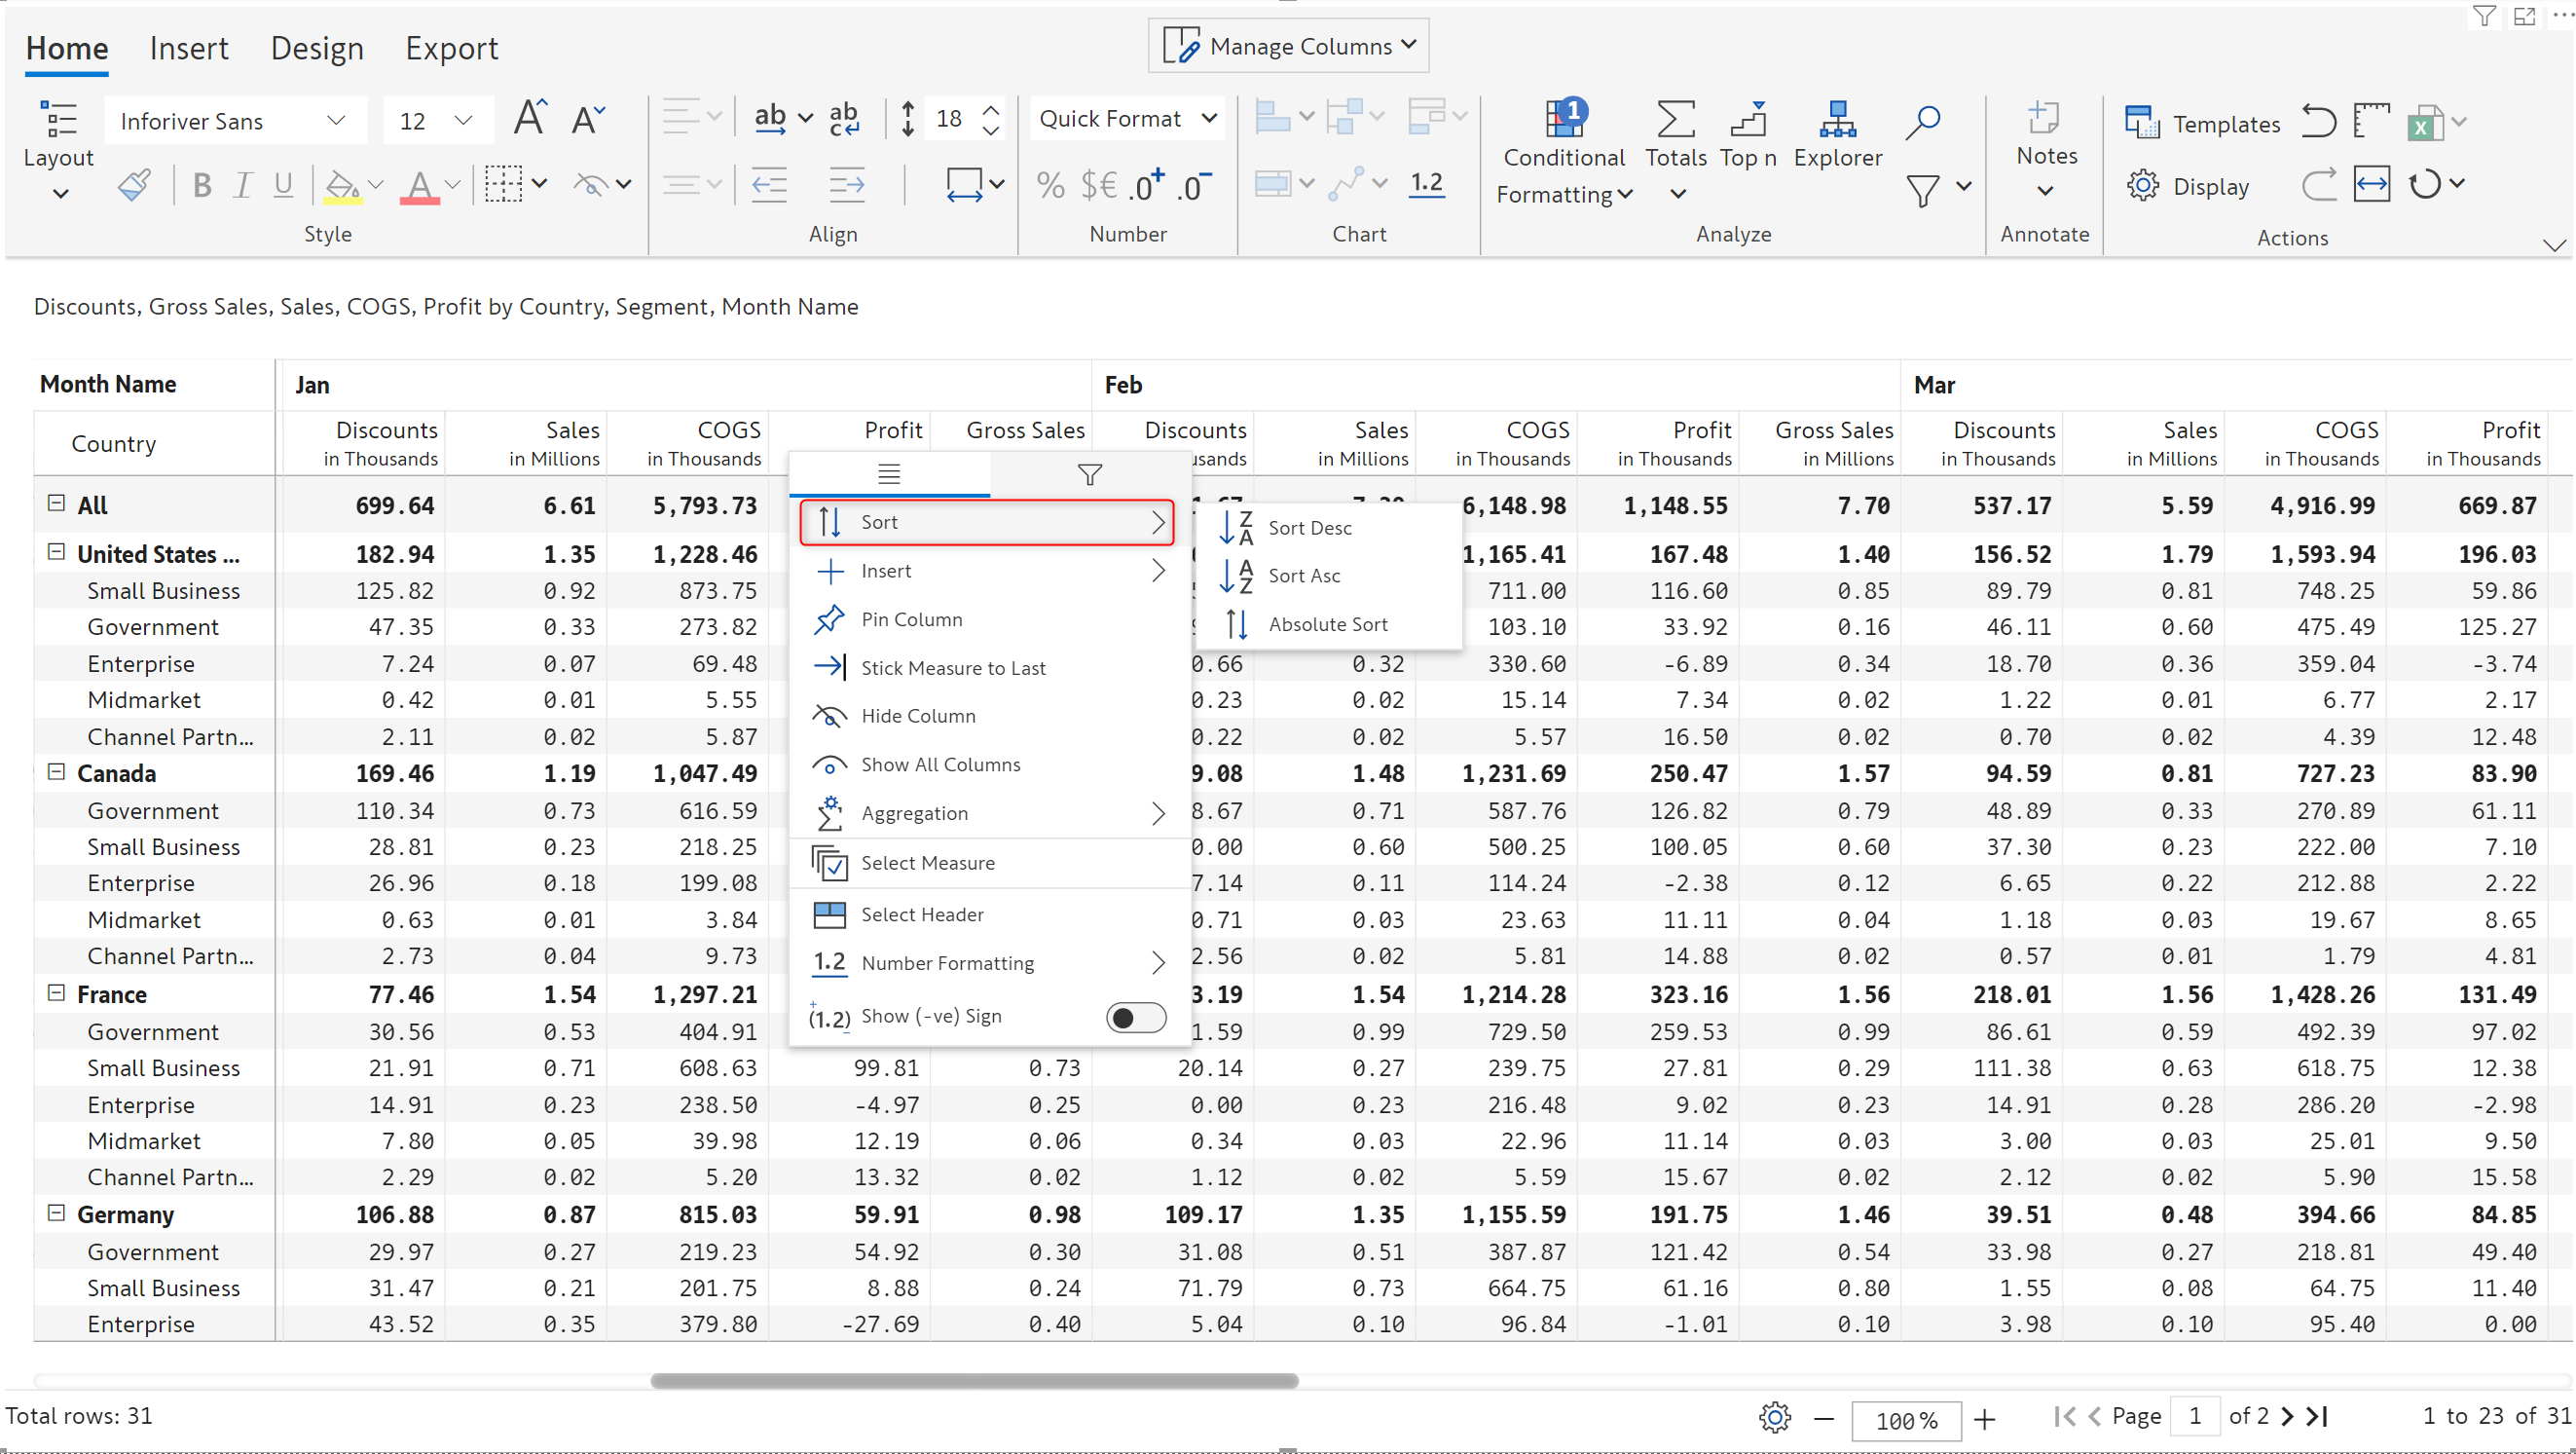 Home Insert Design Export Manage Columns
Inforiver Sans 12 A A ab ab 18 Quick Format 1 Templates
Layout Conditional Totals Top n Explorer Notes
B I U A % $€ .0+ .0- 1.2 Formatting Display
Style Align Number Chart Analyze Annotate Actions
Discounts, Gross Sales, Sales, COGS, Profit by Country, Segment, Month Name
Month Name Jan Feb Mar
Country Discounts Sales COGS Profit Gross Sales Discounts Sales COGS Profit Gross Sales Discounts Sales COGS Profit
in Thousands in Millions in Thousands in Millions in Thousands in Thousands in Millions in Thousands in Millions in Thousands in Thousands
All 699.64 6.61 5,793.73 6,148.98 1,148.55 7.70 537.17 5.59 4,916.99 669.87
United States ... 182.94 1.35 1,228.46 1,165.41 167.48 1.40 156.52 1.79 1,593.94 196.03
Small Business 125.82 0.92 873.75 711.00 116.60 0.85 89.79 0.81 748.25 59.86
Government 47.35 0.33 273.82 103.10 33.92 0.16 46.11 0.60 475.49 125.27
Enterprise 7.24 0.07 69.48 0.66 0.32 330.60 -6.89 0.34 18.70 0.36 359.04 -3.74
Midmarket 0.42 0.01 5.55 0.23 0.02 15.14 7.34 0.02 1.22 0.01 6.77 2.17
Channel Partn... 2.11 0.02 5.87 0.22 0.02 5.57 16.50 0.02 0.70 0.02 4.39 12.48
Canada 169.46 1.19 1,047.49 9.08 1.48 1,231.69 250.47 1.57 94.59 0.81 727.23 83.90
Government 110.34 0.73 616.59 8.67 0.71 587.76 126.82 0.79 48.89 0.33 270.89 61.11
Small Business 28.81 0.23 218.25 0.00 0.60 500.25 100.05 0.60 37.30 0.23 222.00 7.10
Enterprise 26.96 0.18 199.08 7.14 0.11 114.24 -2.38 0.12 6.65 0.22 212.88 2.22
Midmarket 0.63 0.01 3.84 0.71 0.03 23.63 11.11 0.04 1.18 0.03 19.67 8.65
Channel Partn... 2.73 0.04 9.73 2.56 0.02 5.81 14.88 0.02 0.57 0.01 1.79 4.81
France 77.46 1.54 1,297.21 3.19 1.54 1,214.28 323.16 1.56 218.01 1.56 1,428.26 131.49
Government 30.56 0.53 404.91 1.59 0.99 729.50 259.53 0.99 86.61 0.59 492.39 97.02
Small Business 21.91 0.71 608.63 99.81 0.73 20.14 0.27 239.75 27.81 0.29 111.38 0.63 618.75 12.38
Enterprise 14.91 0.23 238.50 -4.97 0.25 0.00 0.23 216.48 9.02 0.23 14.91 0.28 286.20 -2.98
Midmarket 7.80 0.05 39.98 12.19 0.06 0.34 0.03 22.96 11.14 0.03 3.00 0.03 25.01 9.50
Channel Partn... 2.29 0.02 5.20 13.32 0.02 1.12 0.02 5.59 15.67 0.02 2.12 0.02 5.90 15.58
Germany 106.88 0.87 815.03 59.91 0.98 109.17 1.35 1,155.59 191.75 1.46 39.51 0.48 394.66 84.85
Government 29.97 0.27 219.23 54.92 0.30 31.08 0.51 387.87 121.42 0.54 33.98 0.27 218.81 49.40
Small Business 31.47 0.21 201.75 8.88 0.24 71.79 0.73 664.75 61.16 0.80 1.55 0.08 64.75 11.40
Enterprise 43.52 0.35 379.80 -27.69 0.40 5.04 0.10 96.84 -1.01 0.10 3.98 0.10 95.40 0.00
Sort
Insert
Pin Column
Stick Measure to Last
Hide Column
Show All Columns
Aggregation
Select Measure
Select Header
1.2 Number Formatting
(1.2) Show (-ve) Sign
Sort Desc
Sort Asc
Absolute Sort
Total rows: 31 100 % Page 1 of 2 1 to 23 of 31